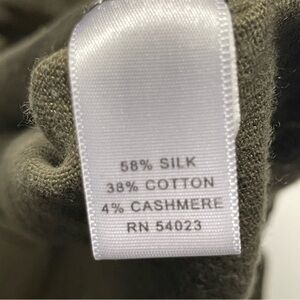 58% SILK
38% COTTON
4% CASHMERE
RN 54023